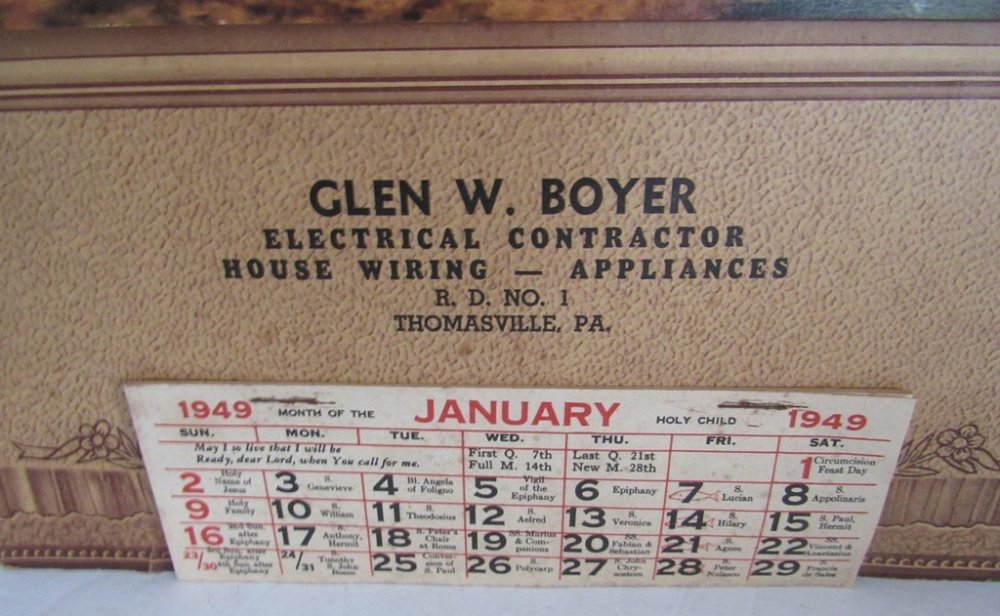 GLEN W. BOYER
ELECTRICAL CONTRACTOR
HOUSE WIRING — APPLIANCES
R. D. NO. 1
THOMASVILLE, PA.
1949 MONTH OF THE JANUARY HOLY CHILD 1949
SUN. MON. TUE. WED. THU. FRI. SAT.
May I so live that I will be
Ready, dear Lord, when You call for me.
First Q. 7th
Full M. 14th
Last Q. 21st
New M. 28th
1 Circumcision
Feast Day
2 Holy
Name of
Jesus
3 S.
Genevieve
4 Bl. Angela
of Foligno
5 Vigil
of the
Epiphany
6 Epiphany
7 S.
Lucian
8 S.
Appolinaris
9 Holy
Family
10 S.
William
11 S.
Theodosius
12 S.
Aelred
13 S.
Veronica
14 S.
Hilary
15 S. Paul,
Hermit
16 2nd Sun.
after
Epiphany
17 S.
Anthony,
Hermit
18 S. Peter's
Chair
at Rome
19 SS. Marius
& Com-
panions
20 SS.
Fabian &
Sebastian
21 S.
Agnes
22 SS.
Vincent &
Anastasius
23/30 3rd Sun. after
Epiphany
4th Sun after
Epiphany
24/31 S.
Timothy
S. John
Bosco
25 Conver-
sion of
S. Paul
26 S.
Polycarp
27 S. John
Chry-
sostom
28 S.
Peter
Nolasco
29 S.
Francis
de Sales